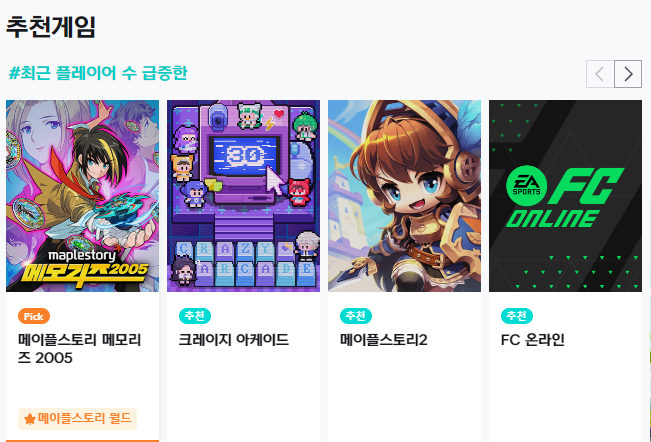 추천게임
#최근 플레이어 수 급증한
maplestory
메모리즈2005
30
CRAZY
ARCADE
EA
SPORTS
FC
ONLINE
Pick
메이플스토리 메모리
즈 2005
메이플스토리 월드
추천
크레이지 아케이드
추천
메이플스토리2
추천
FC 온라인